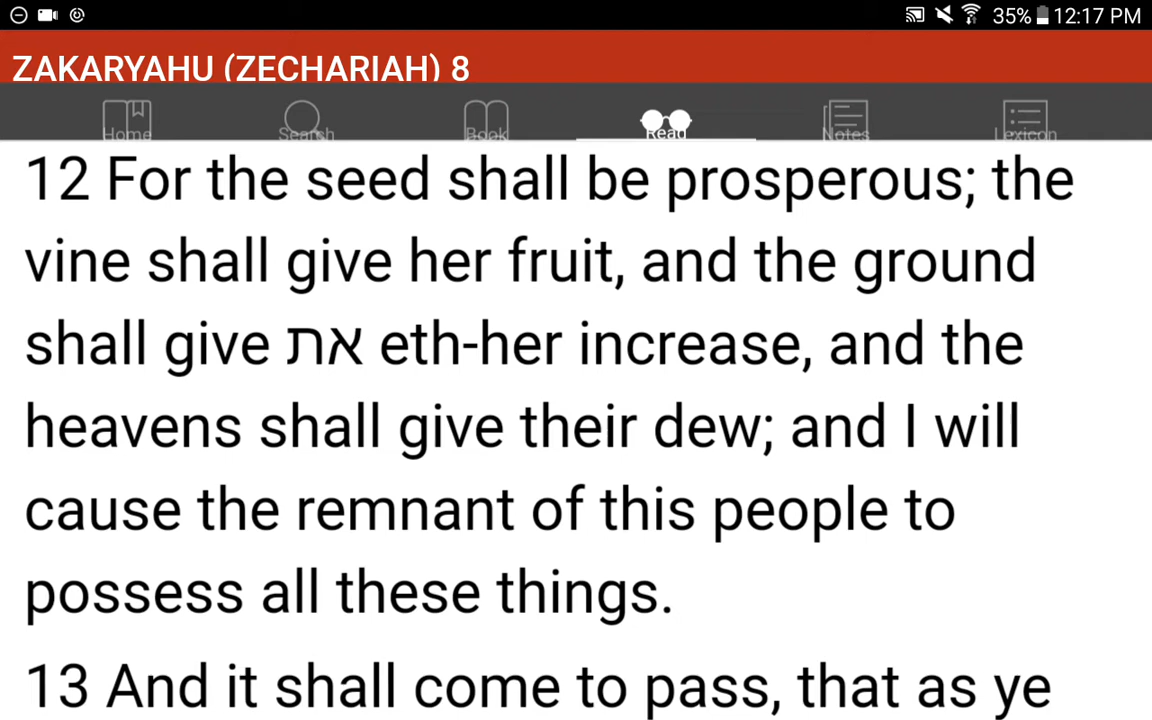 35% 12:17 PM
ZAKARYAHU (ZECHARIAH) 8
Home Search Book Read Notes Lexicon
12 For the seed shall be prosperous; the
vine shall give her fruit, and the ground
shall give את eth-her increase, and the
heavens shall give their dew; and I will
cause the remnant of this people to
possess all these things.
13 And it shall come to pass, that as ye